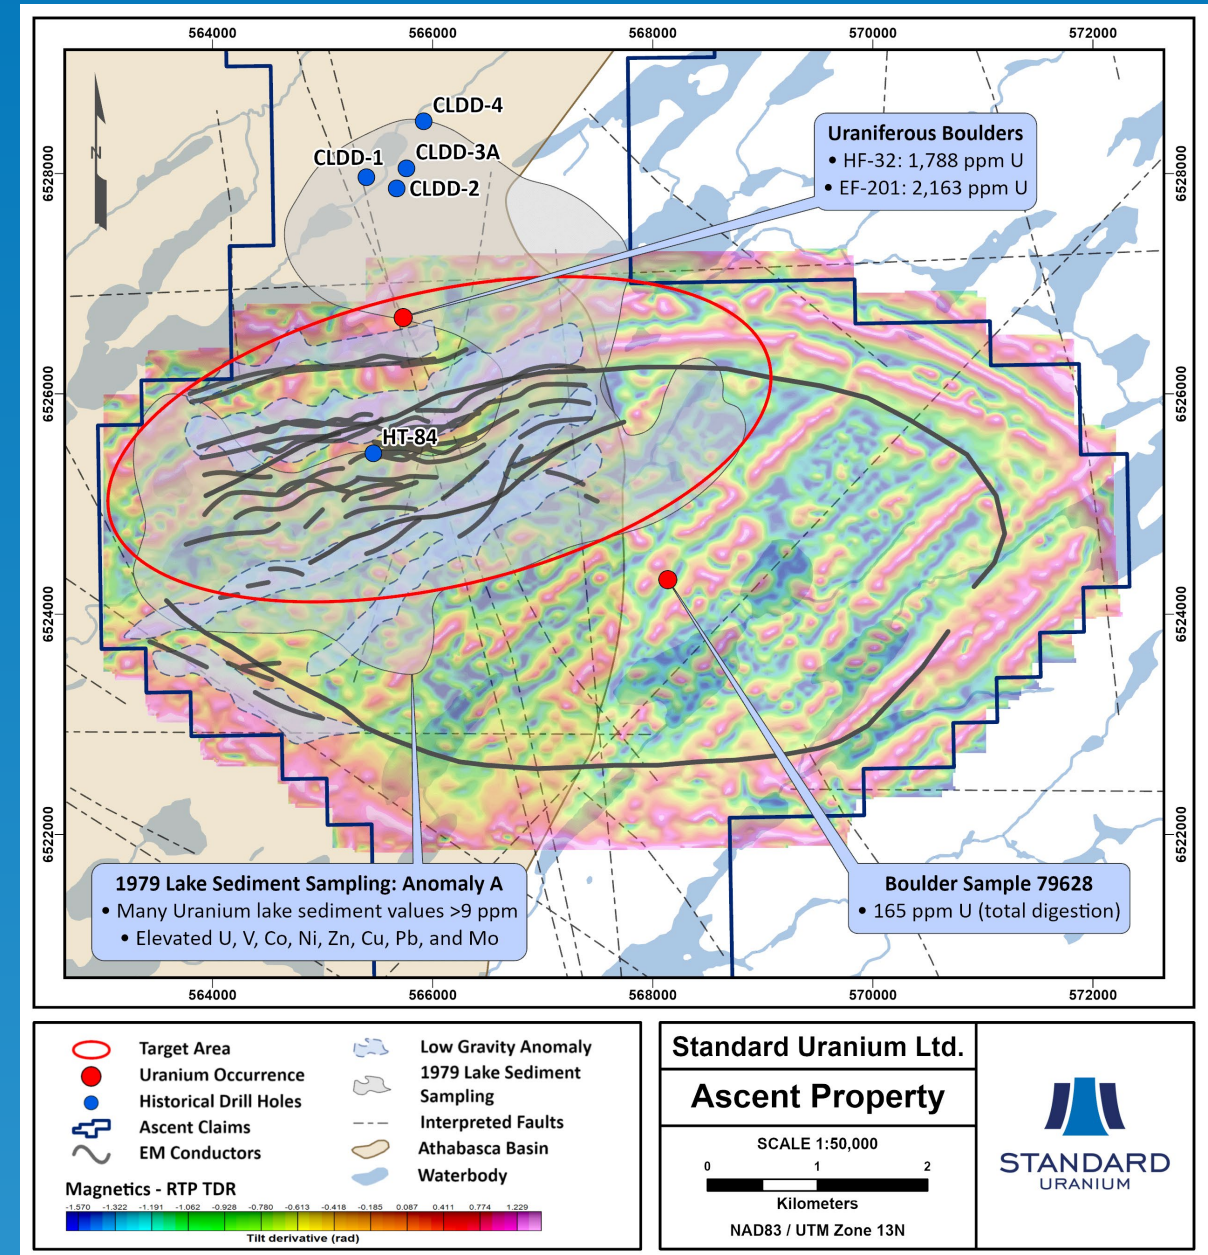 564000 566000 568000 570000 572000
CLDD-4
CLDD-3A
CLDD-1
CLDD-2
N
6528000
6528000
Uraniferous Boulders
• HF-32: 1,788 ppm U
• EF-201: 2,163 ppm U
6526000
6526000
HT-84
6524000
6524000
6522000
6522000
1979 Lake Sediment Sampling: Anomaly A
• Many Uranium lake sediment values >9 ppm
• Elevated U, V, Co, Ni, Zn, Cu, Pb, and Mo
Boulder Sample 79628
• 165 ppm U (total digestion)
564000 566000 568000 570000 572000
Target Area
Uranium Occurrence
Historical Drill Holes
Ascent Claims
EM Conductors
Low Gravity Anomaly
1979 Lake Sediment
Sampling
Interpreted Faults
Athabasca Basin
Waterbody
Magnetics - RTP TDR
-1.570 -1.322 -1.191 -1.062 -0.928 -0.780 -0.613 -0.418 -0.185 0.087 0.411 0.774 1.229
Tilt derivative (rad)
Standard Uranium Ltd.
Ascent Property
SCALE 1:50,000
0 1 2
Kilometers
NAD83 / UTM Zone 13N
STANDARD
URANIUM